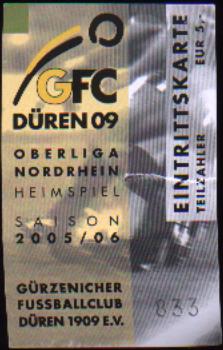 GFC
DÜREN 09
OBERLIGA
NORDRHEIN
HEIMSPIEL
SAISON
2005/06
GÜRZENICHER
FUSSBALLCLUB
DÜREN 1909 E.V.
EINTRITTSKARTE
TEILZAHLER EUR 5,-
833